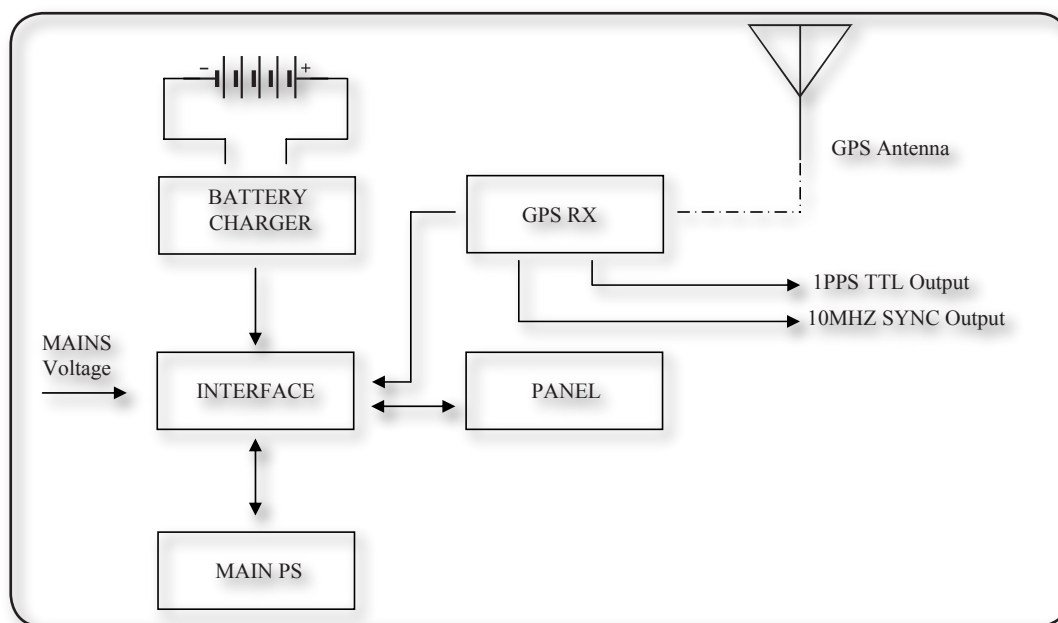 − +
GPS Antenna
BATTERY
CHARGER
GPS RX
1PPS TTL Output
10MHZ SYNC Output
MAINS
Voltage
INTERFACE
PANEL
MAIN PS